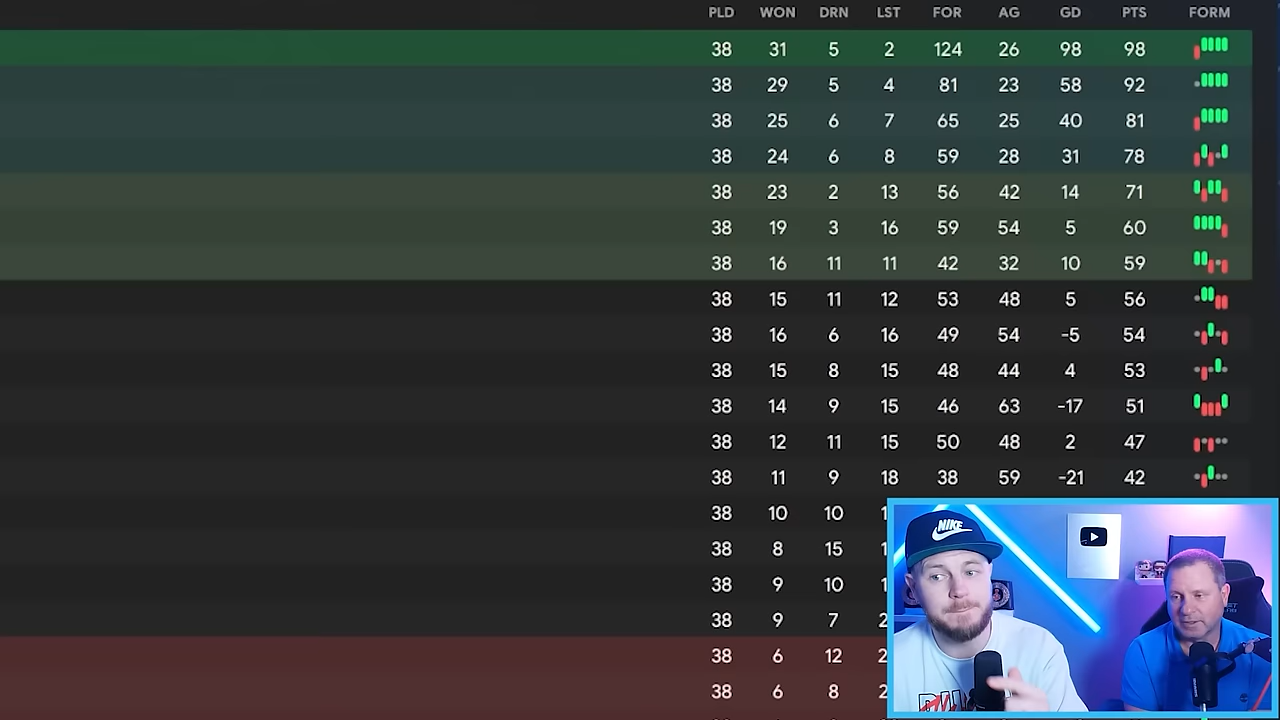 PLD WON DRN LST FOR AG GD PTS FORM
38 31 5 2 124 26 98 98
38 29 5 4 81 23 58 92
38 25 6 7 65 25 40 81
38 24 6 8 59 28 31 78
38 23 2 13 56 42 14 71
38 19 3 16 59 54 5 60
38 16 11 11 42 32 10 59
38 15 11 12 53 48 5 56
38 16 6 16 49 54 -5 54
38 15 8 15 48 44 4 53
38 14 9 15 46 63 -17 51
38 12 11 15 50 48 2 47
38 11 9 18 38 59 -21 42
38 10 10 1
38 8 15 1
38 9 10 1
38 9 7 2
38 6 12 2
38 6 8 2
NIKE